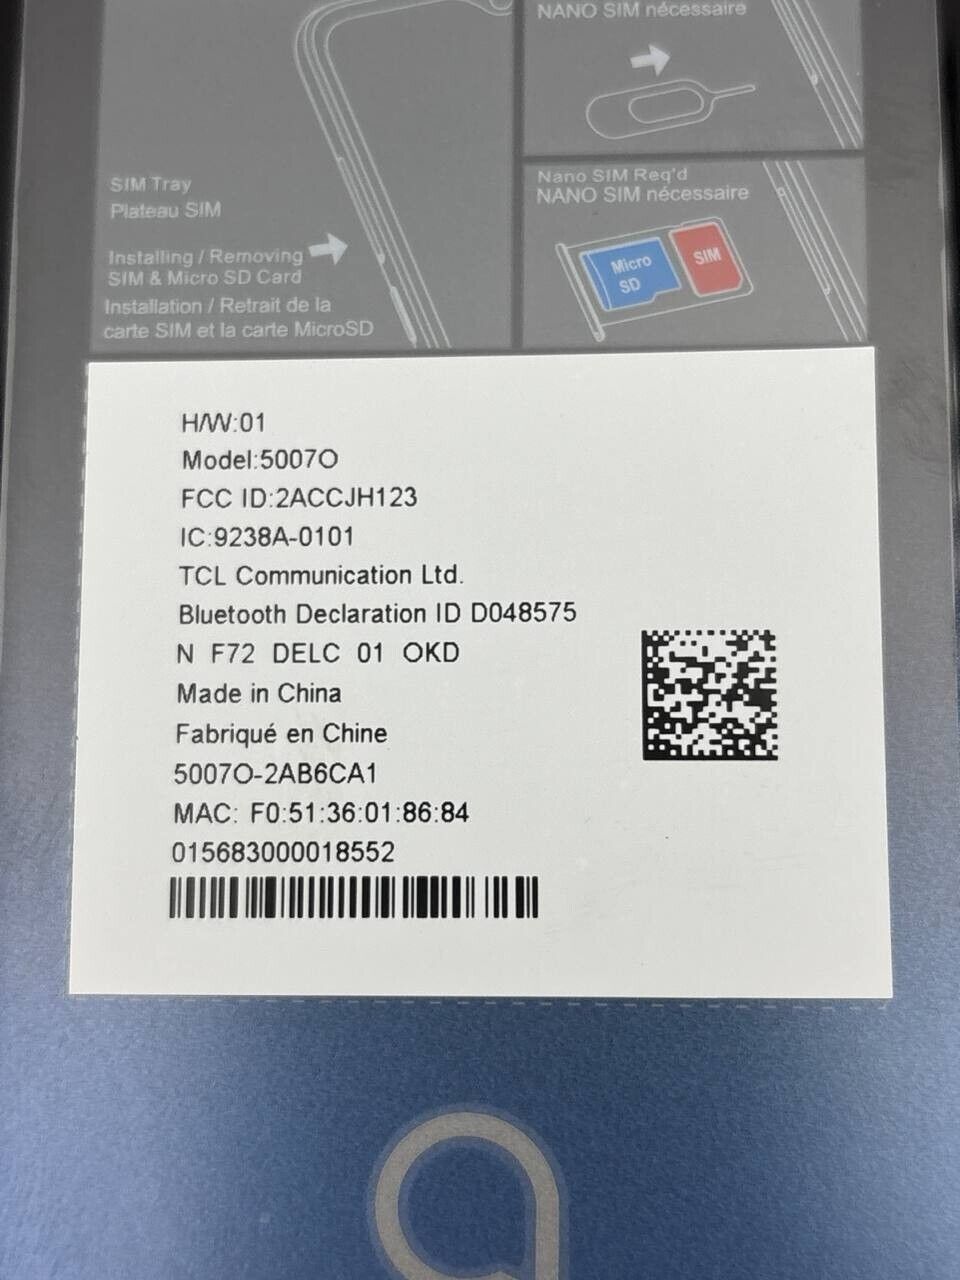 SIM Tray
Plateau SIM
Installing / Removing
SIM & Micro SD Card
Installation / Retrait de la
carte SIM et la carte MicroSD
NANO SIM nécessaire
Nano SIM Req'd
NANO SIM nécessaire
Micro
SD
SIM
H/W:01
Model:5007O
FCC ID:2ACCJH123
IC:9238A-0101
TCL Communication Ltd.
Bluetooth Declaration ID D048575
N F72 DELC 01 OKD
Made in China
Fabriqué en Chine
5007O-2AB6CA1
MAC: F0:51:36:01:86:84
015683000018552